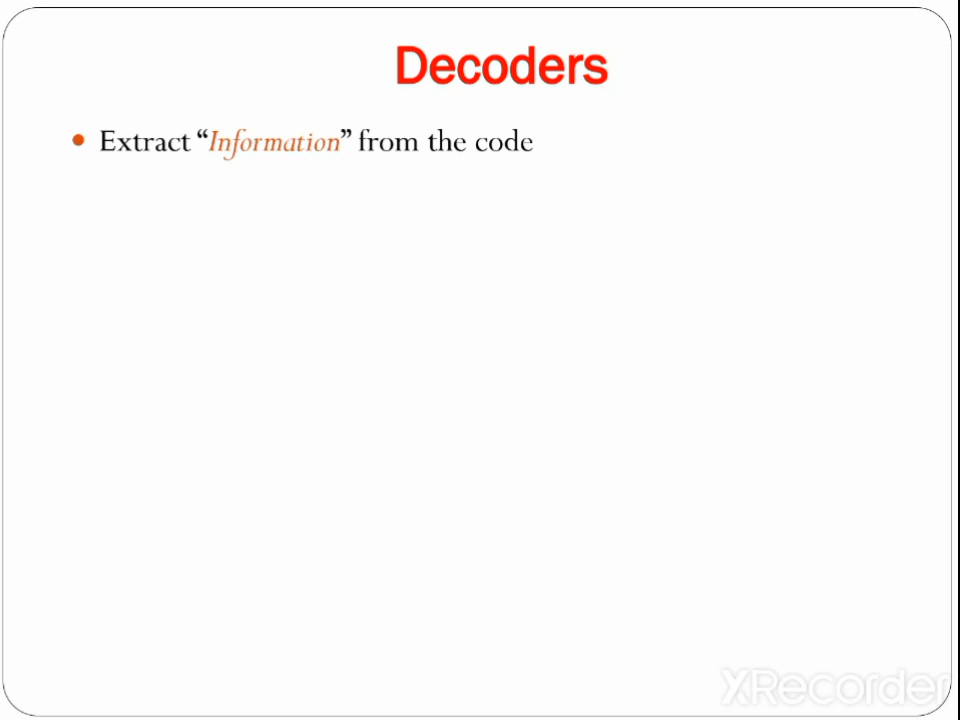 Decoders
• Extract “Information” from the code
XRecorder